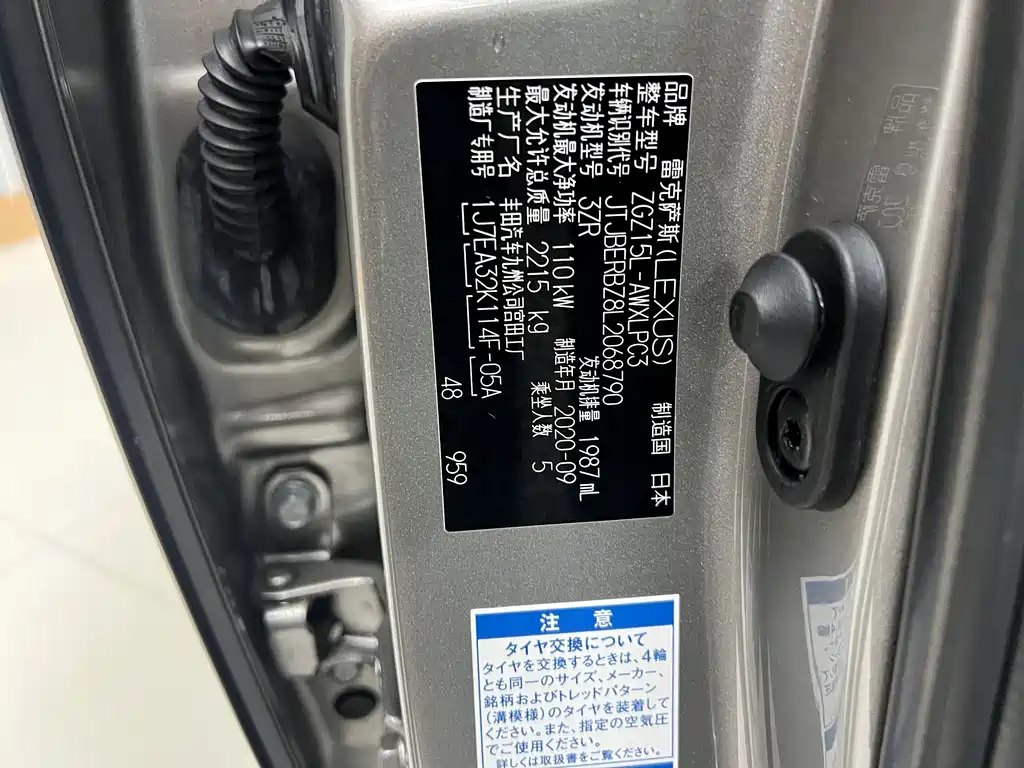 品牌 雷克萨斯(LEXUS) 制造国 日本
整车型号 ZGZ15L-AWXLPC3
车辆识别代号 JTJBERBZ8L2068790
发动机型号 3ZR 发动机排量 1987 mL
发动机最大净功率 110 kW 制造年月 2020-09
最大允许总质量 2215 kg 乘坐人数 5
生产厂厂名 丰田汽车九州公司宫田工厂
制造厂专用号 1J7EA32K114F-05A
48 959
注意
タイヤ交換について
タイヤを交換するときは、4輪
とも同一のサイズ、メーカー、
銘柄およびトレッドパターン
(溝模様)のタイヤを装着して
ください。また、指定の空気圧
でご使用ください。
詳しくは取扱書をご覧ください。